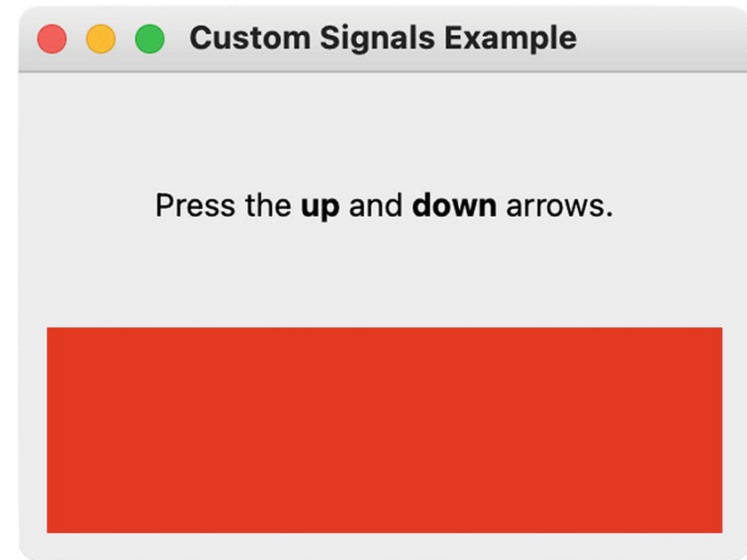 Custom Signals Example
Press the up and down arrows.